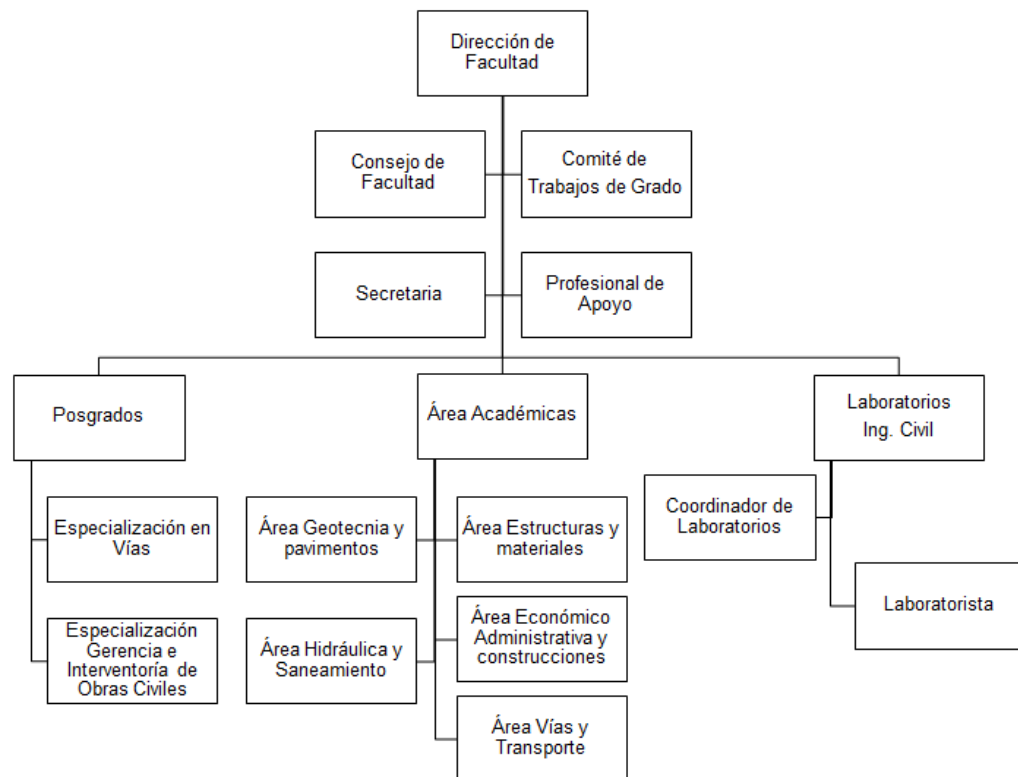 Dirección de
Facultad
Consejo de
Facultad
Comité de
Trabajos de Grado
Secretaria
Profesional de
Apoyo
Posgrados
Área Académicas
Laboratorios
Ing. Civil
Especialización en
Vías
Área Geotecnia y
pavimentos
Área Estructuras y
materiales
Coordinador de
Laboratorios
Especialización
Gerencia e
Interventoría de
Obras Civiles
Área Hidráulica y
Saneamiento
Área Económico
Administrativa y
construcciones
Laboratorista
Área Vías y
Transporte